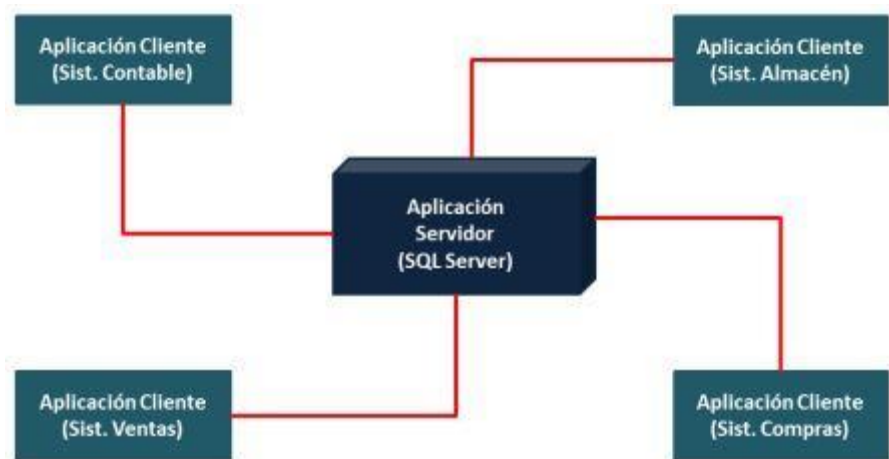 Aplicación Cliente
(Sist. Contable)
Aplicación Cliente
(Sist. Almacén)
Aplicación
Servidor
(SQL Server)
Aplicación Cliente
(Sist. Ventas)
Aplicación Cliente
(Sist. Compras)